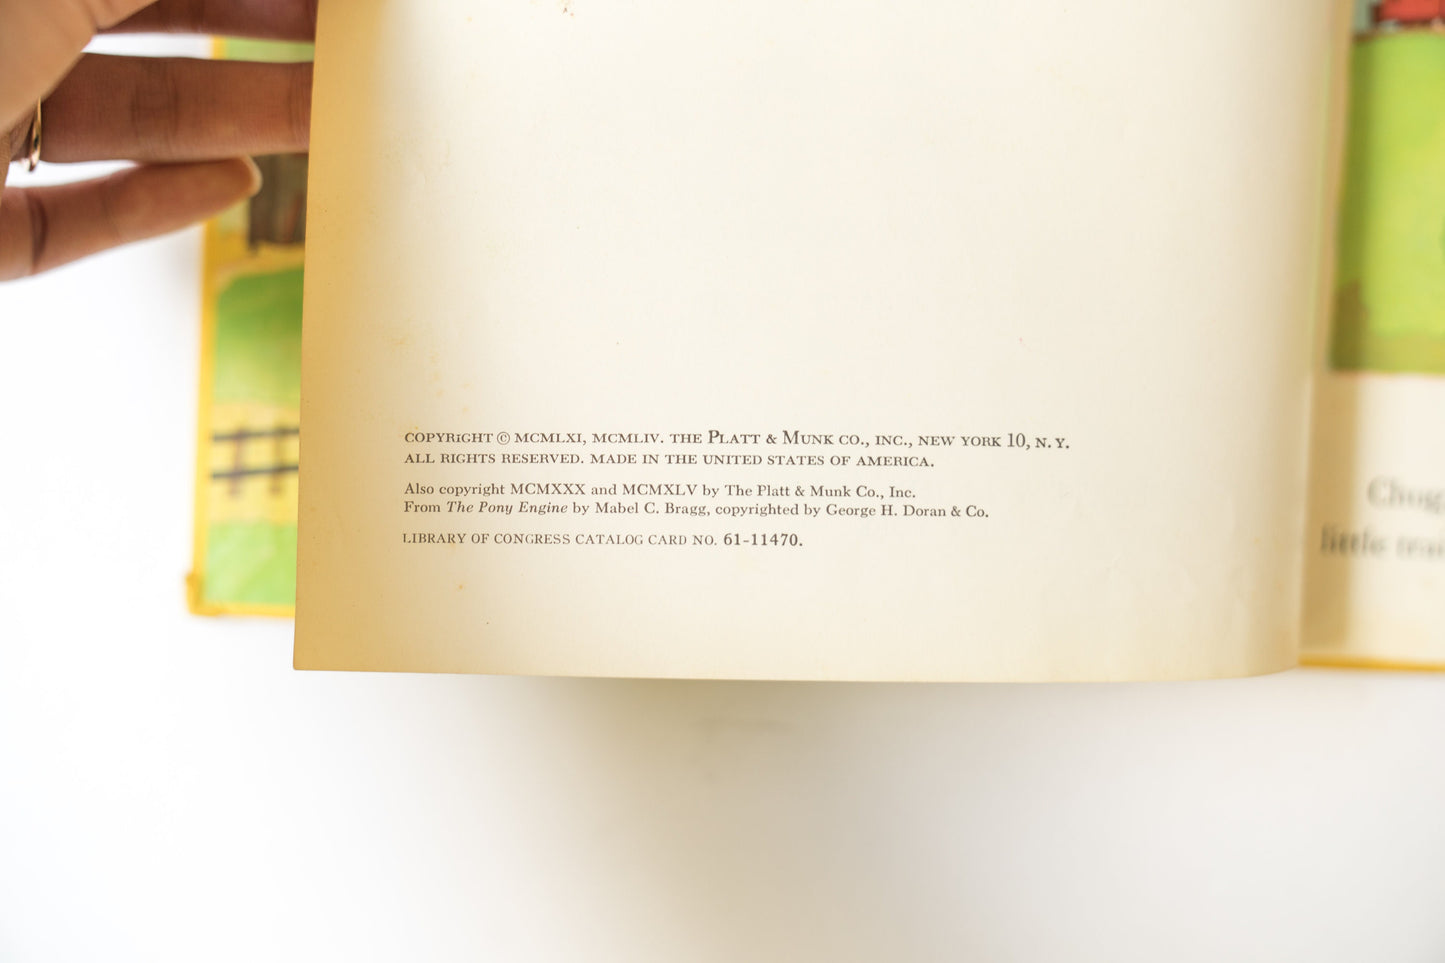 COPYRIGHT © MCMLXI, MCMLIV. THE PLATT & MUNK CO., INC., NEW YORK 10, N. Y.
ALL RIGHTS RESERVED. MADE IN THE UNITED STATES OF AMERICA.
Also copyright MCMXXX and MCMXLV by The Platt & Munk Co., Inc.
From The Pony Engine by Mabel C. Bragg, copyrighted by George H. Doran & Co.
LIBRARY OF CONGRESS CATALOG CARD NO. 61-11470.
little